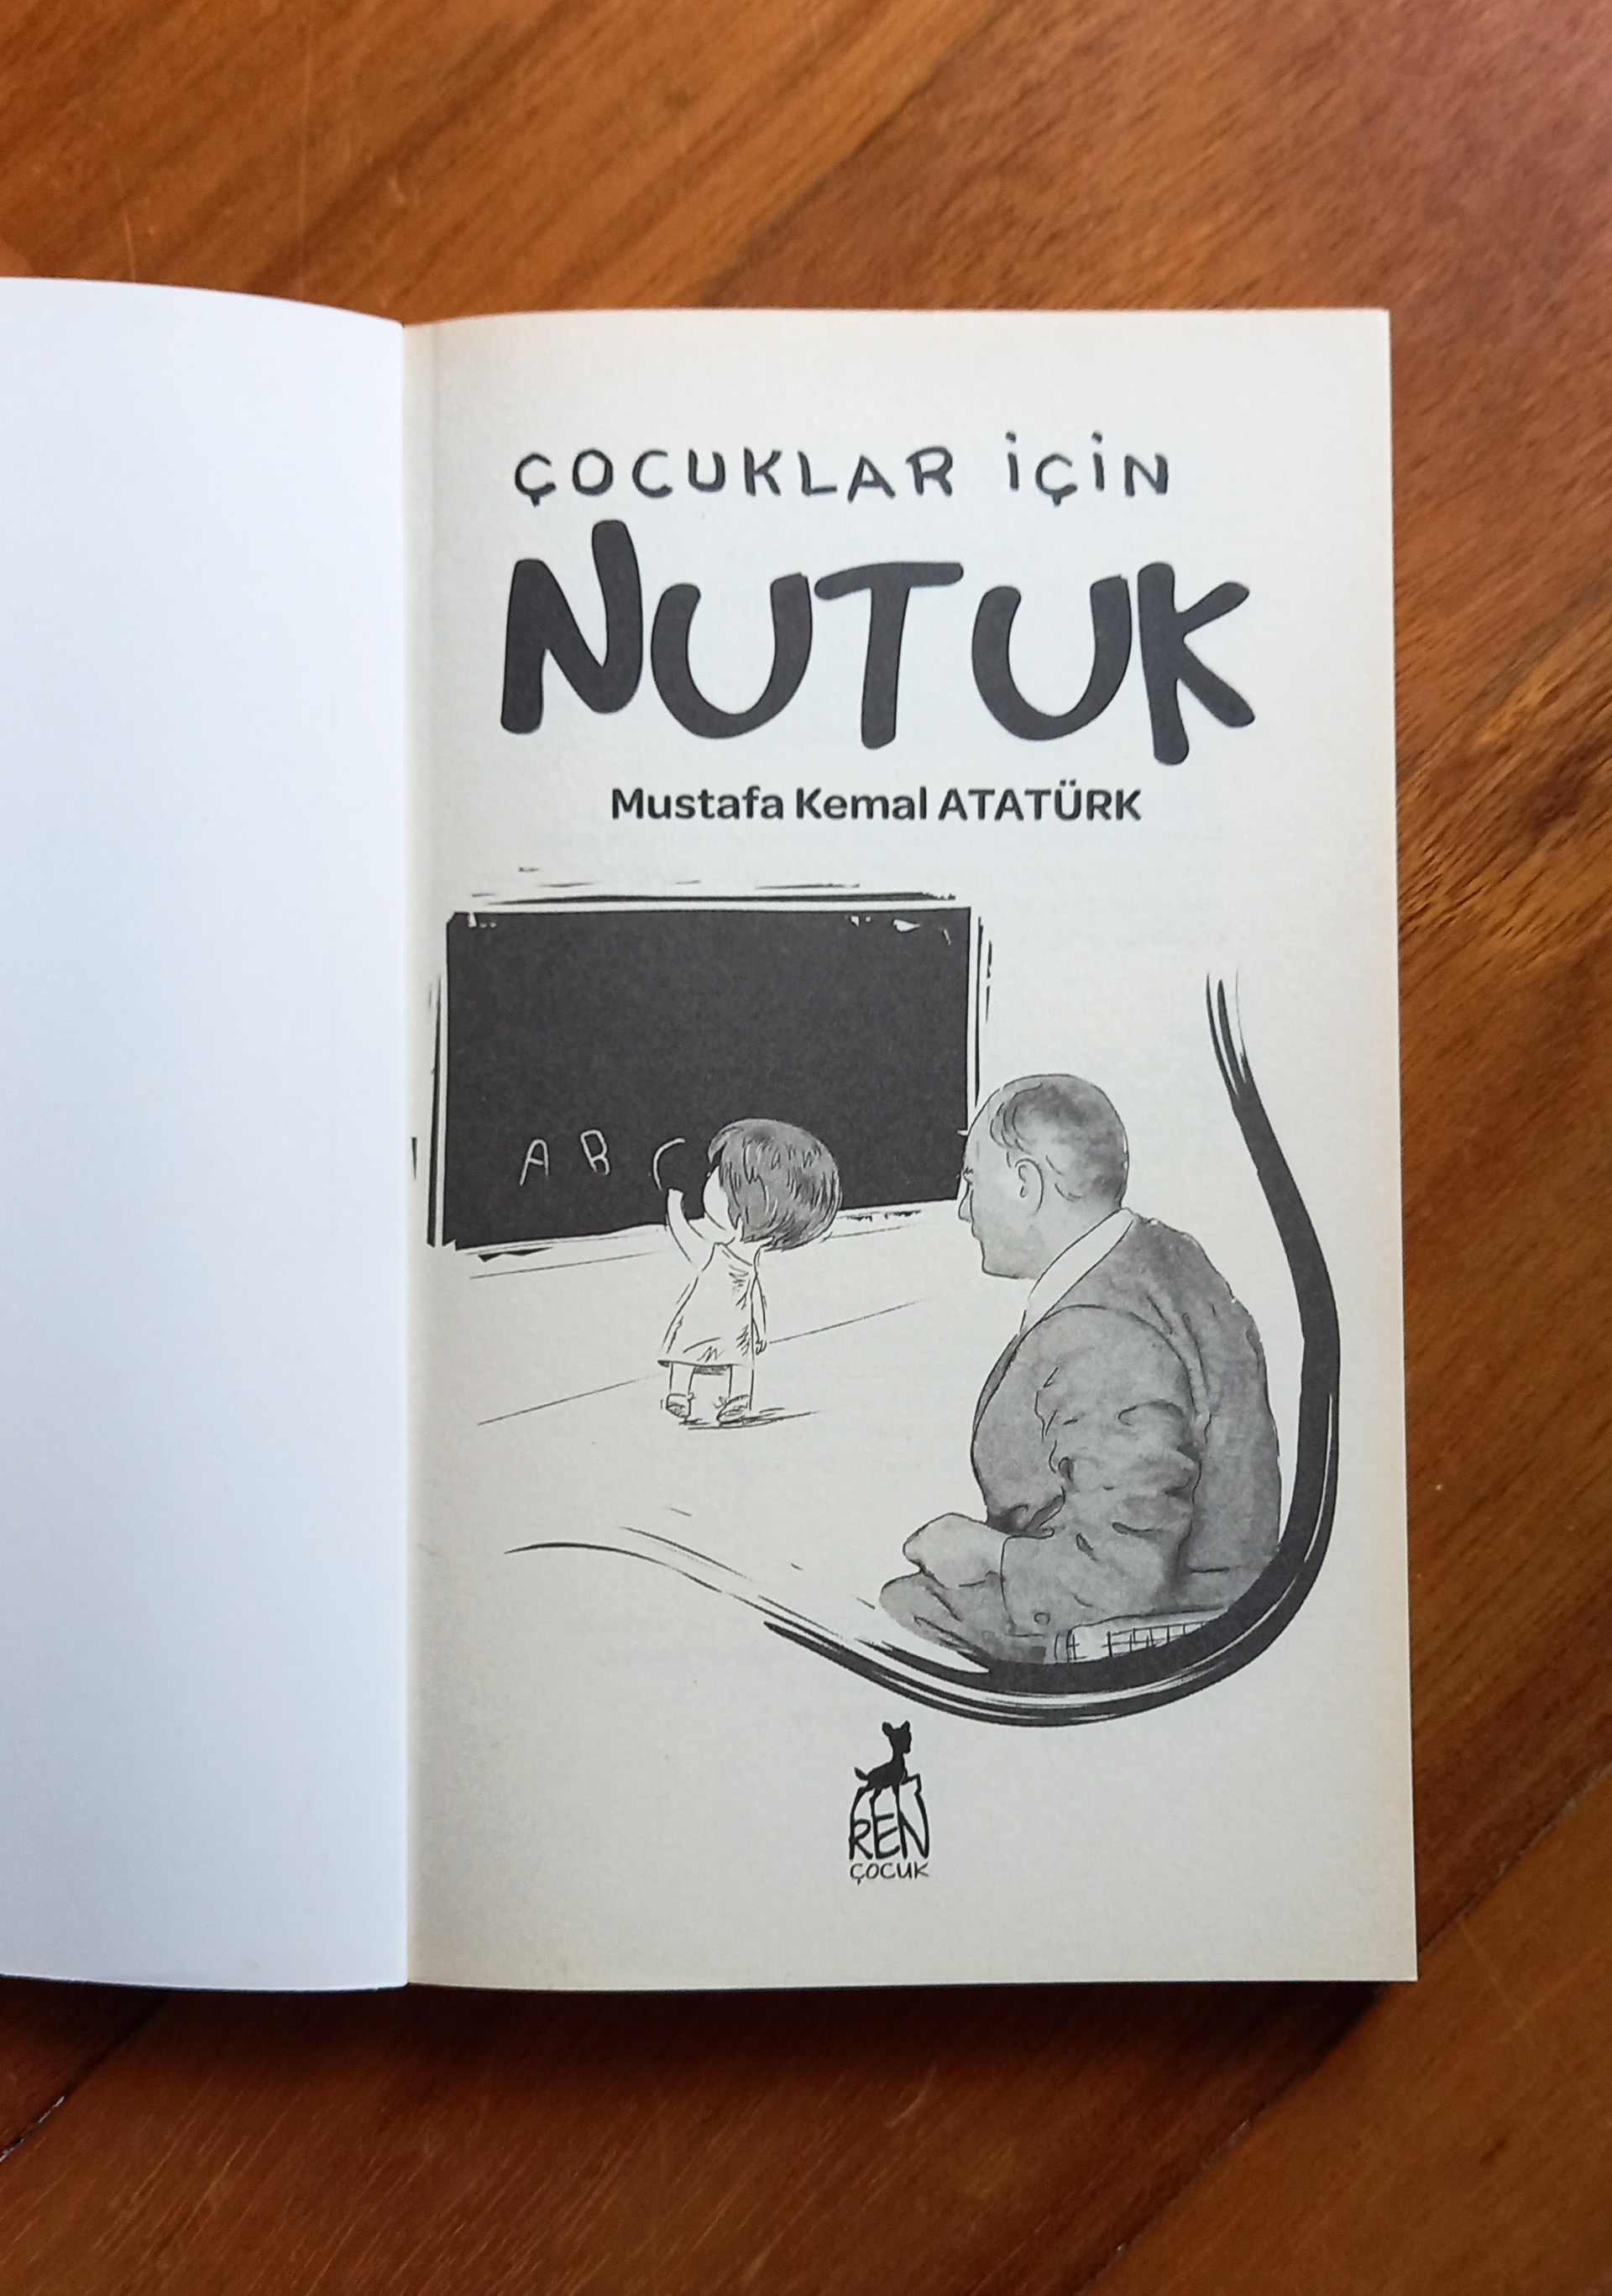 ÇOCUKLAR İÇİN
NUTUK
Mustafa Kemal ATATÜRK
A B C
REN
ÇOCUK